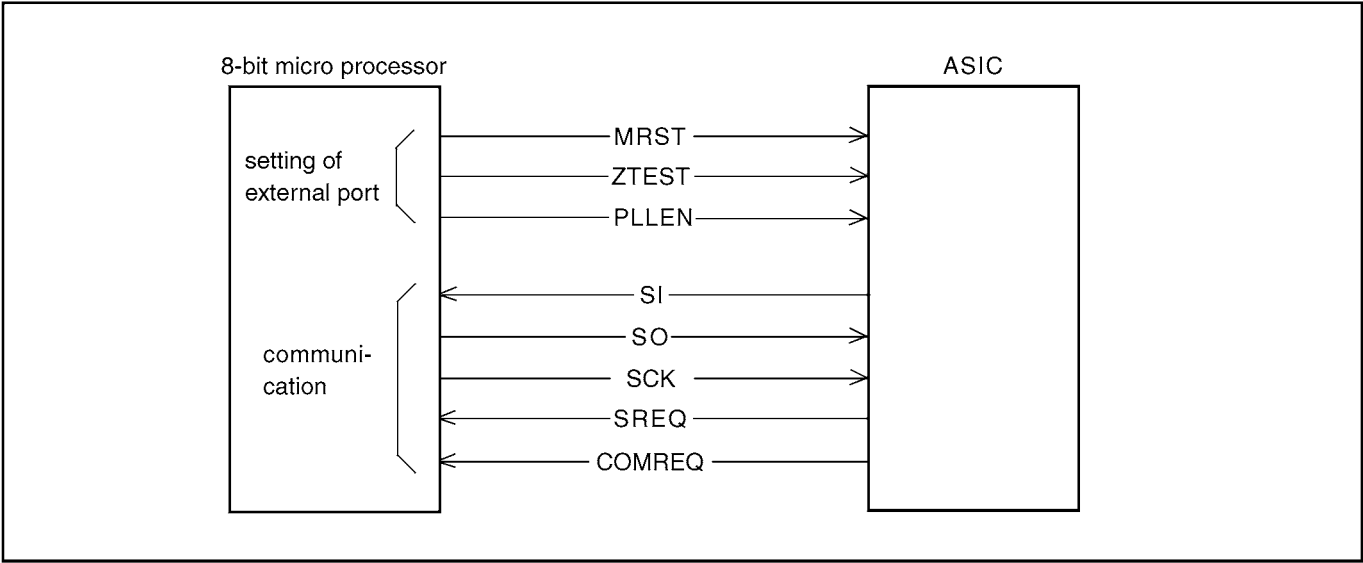 8-bit micro processor
ASIC
setting of
external port
MRST
ZTEST
PLLEN
communi-
cation
SI
SO
SCK
SREQ
COMREQ